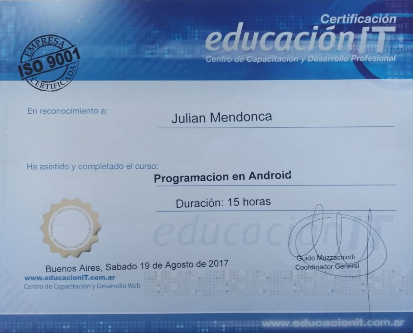 Certificación
educaciónIT
Centro de Capacitación y Desarrollo Profesional
EMPRESA
ISO 9001
CERTIFICADA
En reconocimiento a:
Julian Mendonca
Ha asistido y completado el curso:
Programacion en Android
Duración: 15 horas
educaciónIT
Buenos Aires, Sabado 19 de Agosto de 2017
www.educacionIT.com.ar
Centro de Capacitación y Desarrollo Web
Guido
Coordinador General
www.educacionit.com.ar